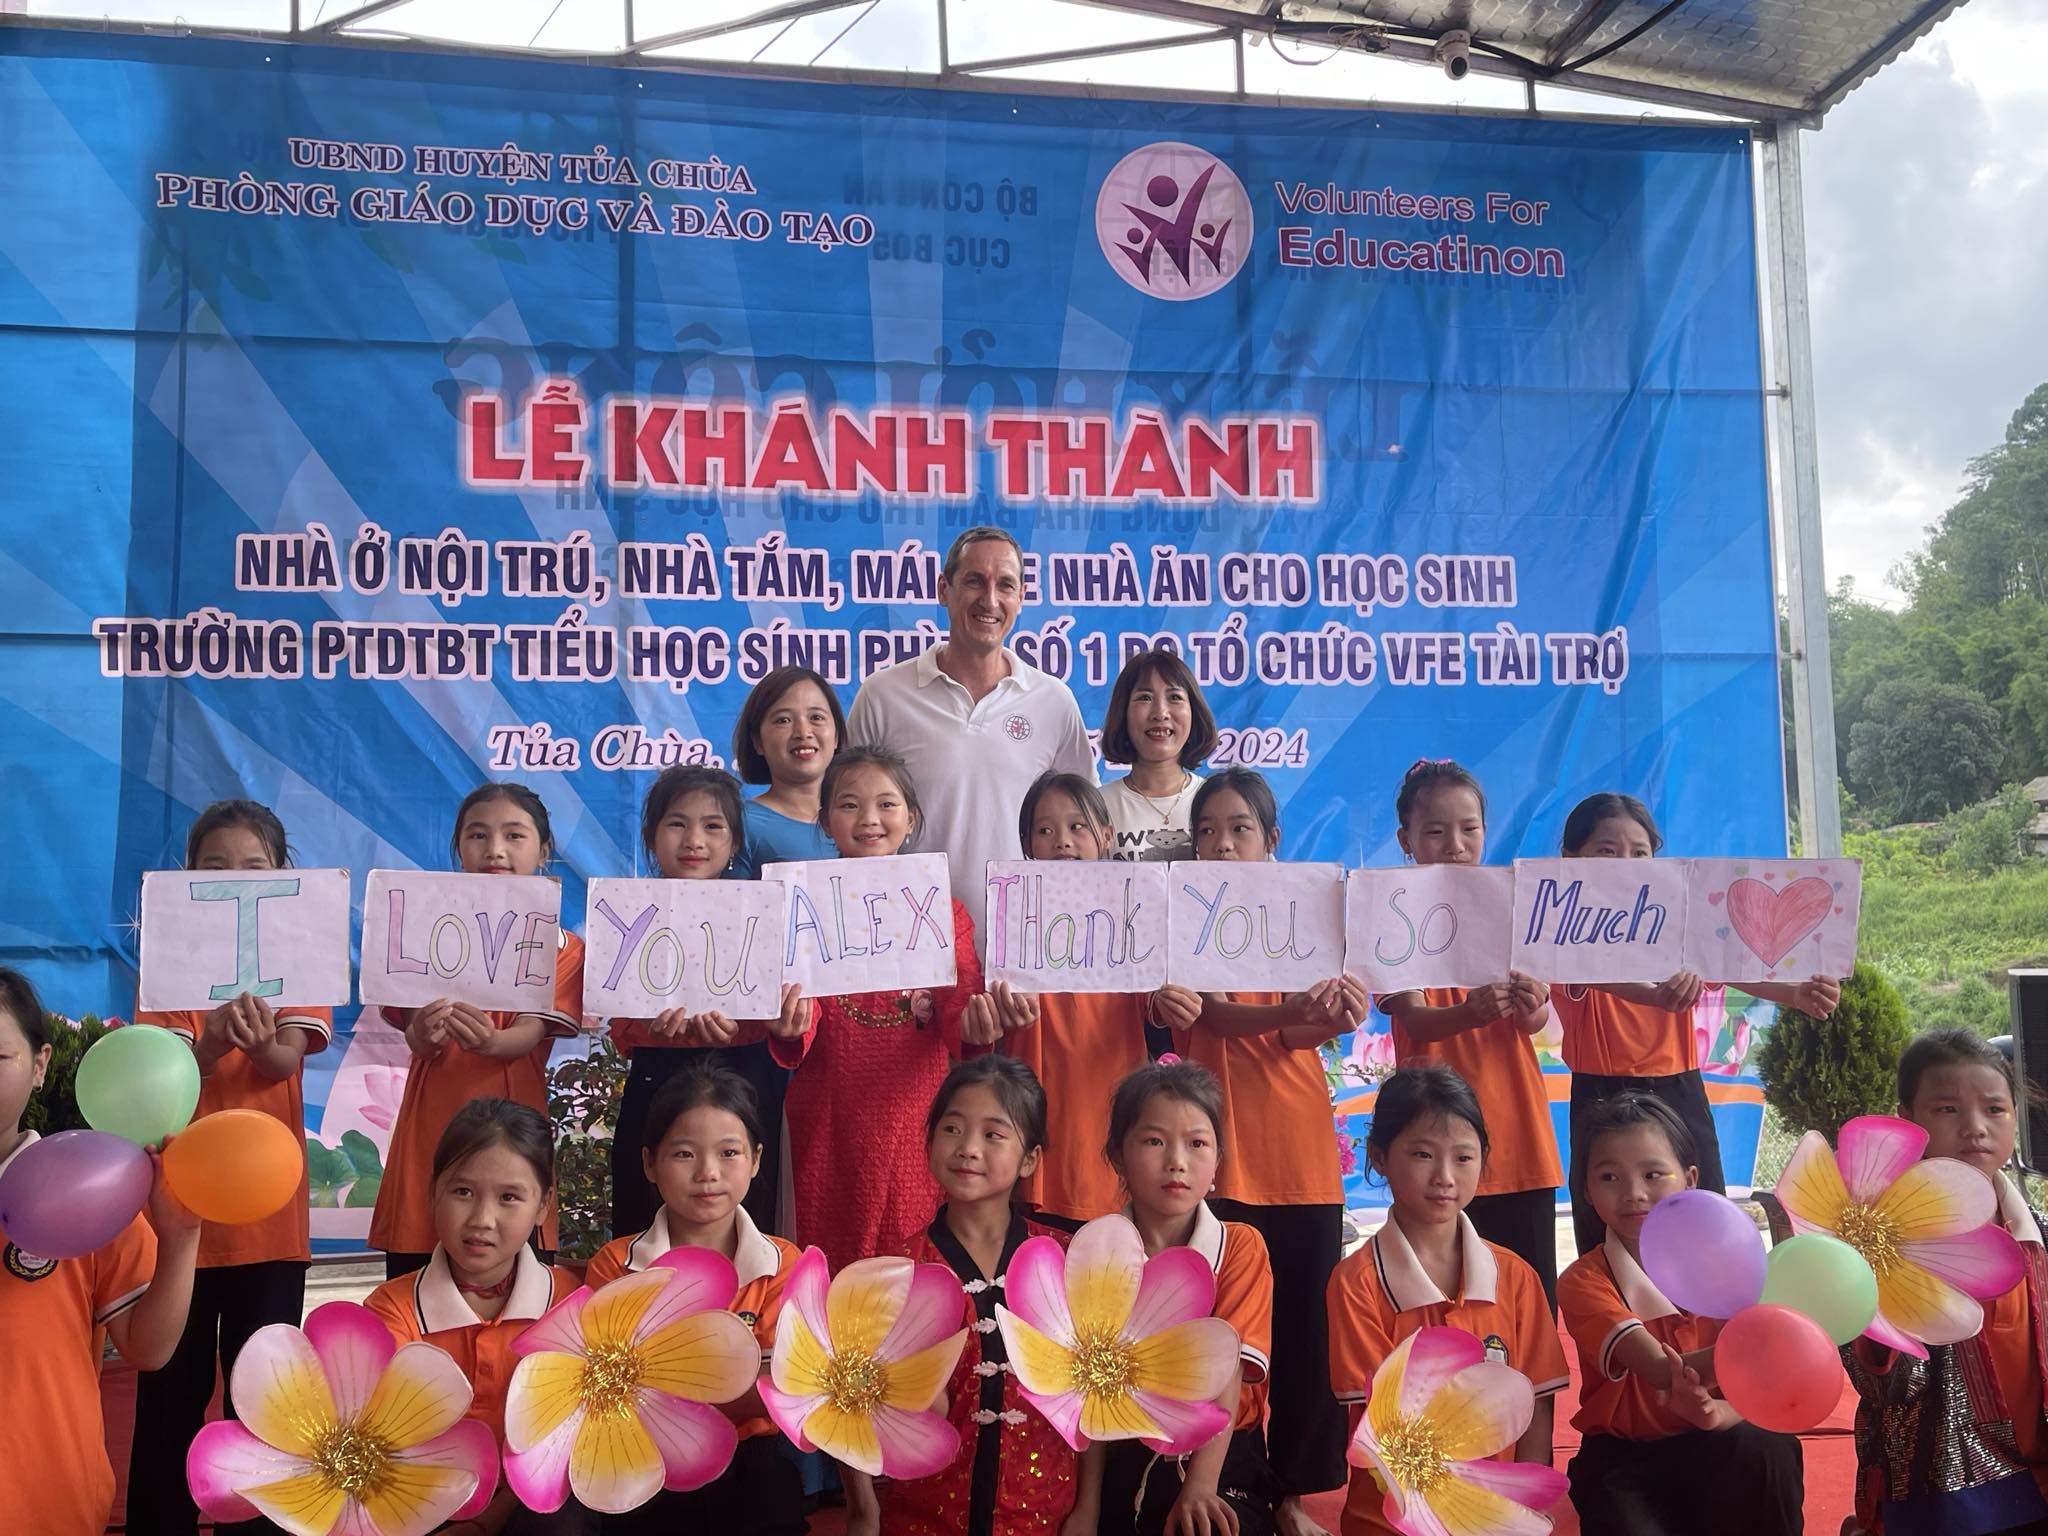 UBND HUYỆN TỦA CHÙA
PHÒNG GIÁO DỤC VÀ ĐÀO TẠO
Volunteers For
Educatinon
LỄ KHÁNH THÀNH
NHÀ Ở NỘI TRÚ, NHÀ TẮM, MÁI NHÀ ĂN CHO HỌC SINH
TRƯỜNG PTDTBT TIỂU HỌC SÍNH SỐ 1 TỔ CHỨC VFE TÀI TRỢ
Tủa Chùa, 2024
I LOVE YOU ALEX THank You So Much